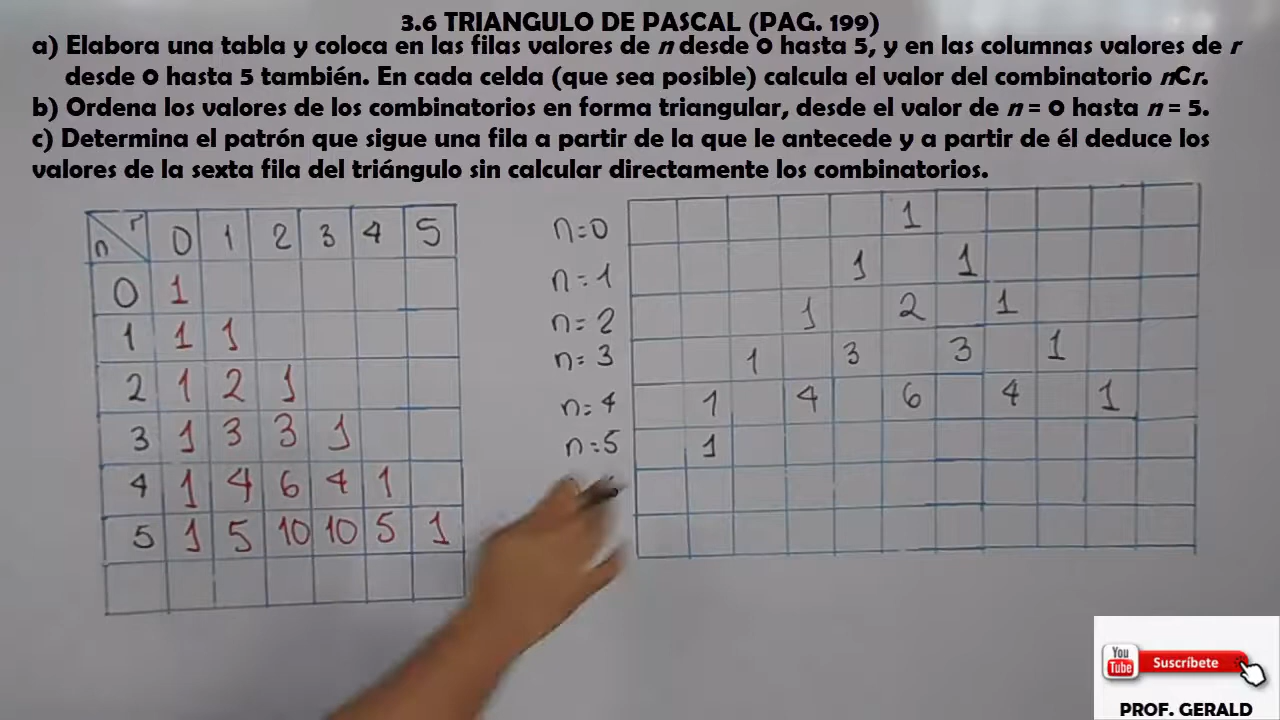 3.6 TRIANGULO DE PASCAL (PAG. 199)
a) Elabora una tabla y coloca en las filas valores de n desde 0 hasta 5, y en las columnas valores de r
desde 0 hasta 5 también. En cada celda (que sea posible) calcula el valor del combinatorio nCr.
b) Ordena los valores de los combinatorios en forma triangular, desde el valor de n = 0 hasta n = 5.
c) Determina el patrón que sigue una fila a partir de la que le antecede y a partir de él deduce los
valores de la sexta fila del triángulo sin calcular directamente los combinatorios.
n r 0 1 2 3 4 5
0 1
1 1 1
2 1 2 1
3 1 3 3 1
4 1 4 6 4 1
5 1 5 10 10 5 1
n=0 1
n=1 1 1
n=2 1 2 1
n=3 1 3 3 1
n=4 1 4 6 4 1
n=5 1
You
Tube
Suscríbete
PROF. GERALD